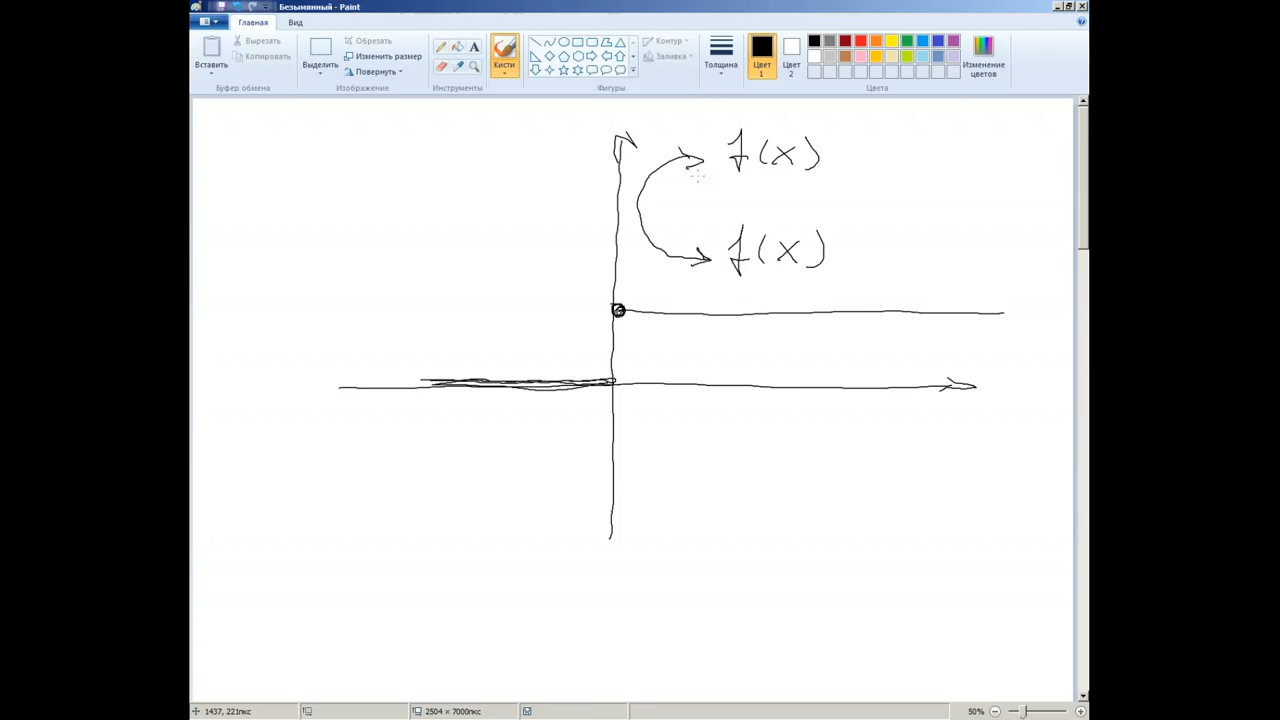 Безымянный - Paint
Главная Вид
Вставить
Вырезать
Копировать
Буфер обмена
Выделить
Обрезать
Изменить размер
Повернуть
Изображение
A
Инструменты
Кисти
Контур
Заливка
Фигуры
Толщина
Цвет 1
Цвет 2
Изменение цветов
Цвета
f(x)
f(x)
1437, 221пкс
2504 × 7000пкс
50%